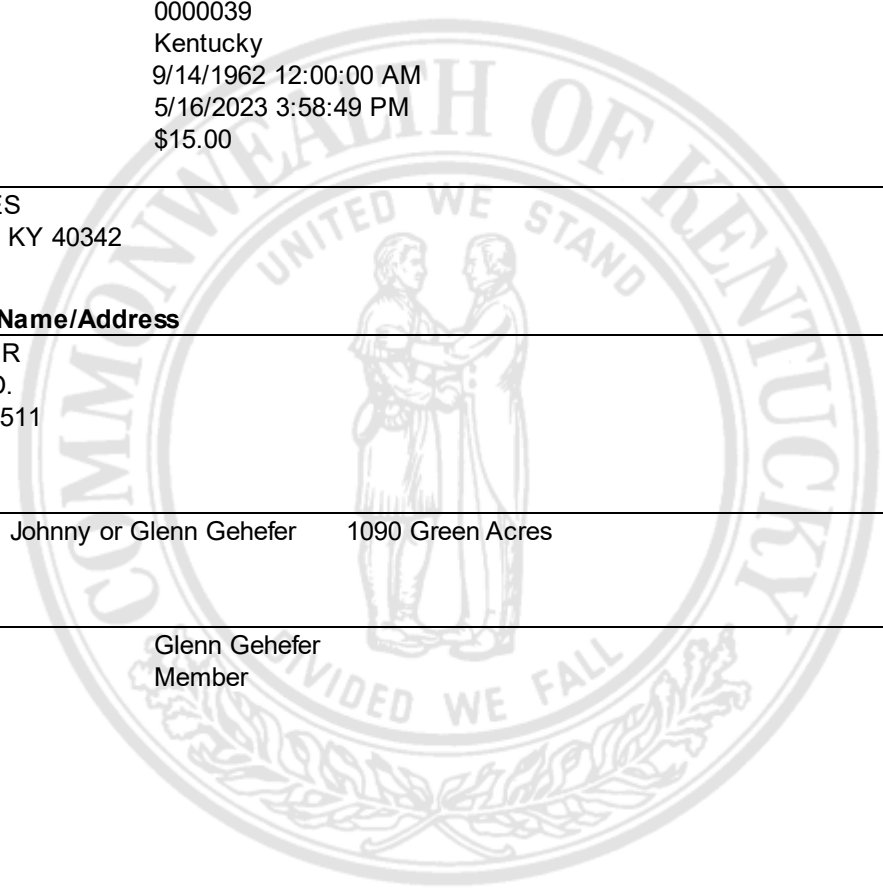 0000039
Kentucky
9/14/1962 12:00:00 AM
5/16/2023 3:58:49 PM
$15.00
ES
KY 40342
Name/Address
R
511
Johnny or Glenn Gehefer 1090 Green Acres
Glenn Gehefer
Member
COMMONWEALTH OF KENTUCKY
UNITED WE STAND
DIVIDED WE FALL